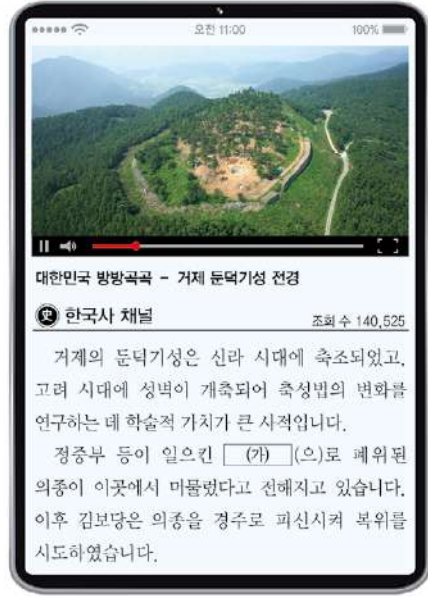 오전 11:00 100%
대한민국 방방곡곡 - 거제 둔덕기성 전경
史 한국사 채널 조회 수 140,525
거제의 둔덕기성은 신라 시대에 축조되었고,
고려 시대에 성벽이 개축되어 축성법의 변화를
연구하는 데 학술적 가치가 큰 사적입니다.
정중부 등이 일으킨 (가) (으)로 폐위된
의종이 이곳에서 머물렀다고 전해지고 있습니다.
이후 김보당은 의종을 경주로 피신시켜 복위를
시도하였습니다.